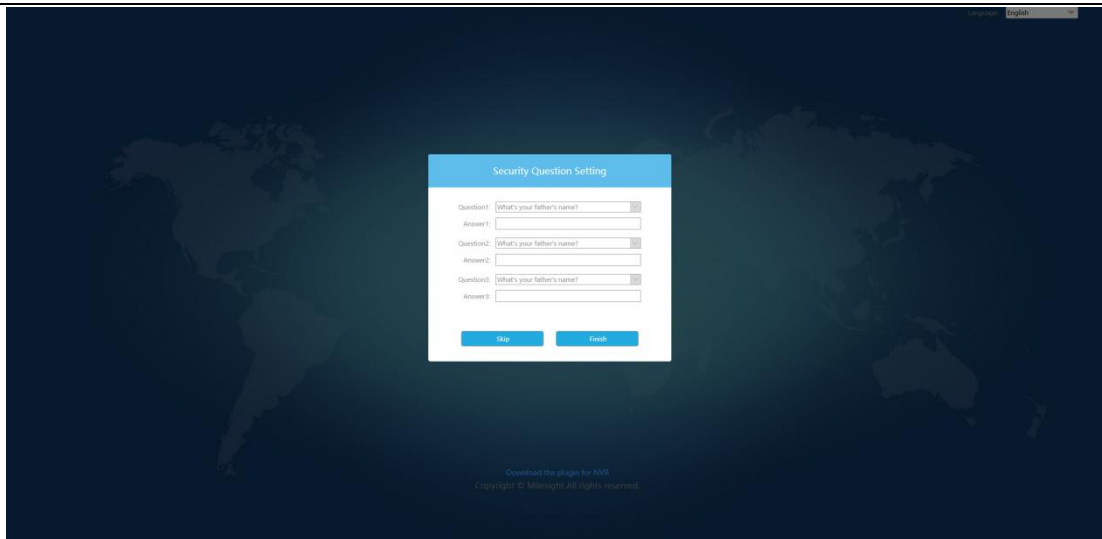 Language: English
Security Question Setting
Question1: What's your father's name?
Answer1:
Question2: What's your father's name?
Answer2:
Question3: What's your father's name?
Answer3:
Skip Finish
Download the plugin for NVR
Copyright © Milesight All rights reserved.